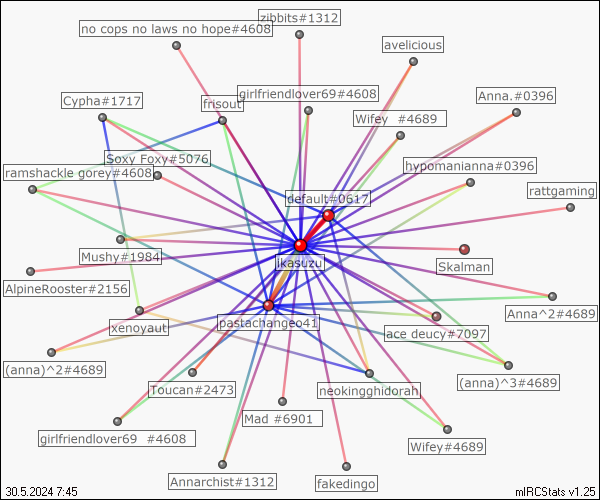 zibbits#1312
no cops no laws no hope#4608
avelicious
girlfriendlover69#4608
Anna.#0396
Cypha#1717
frisout
Wifey #4689
Soxy Foxy#5076
hypomanianna#0396
ramshackle gorey#4608
rattgaming
default#0617
Mushy#1984
ikasuzu
Skalman
AlpineRooster#2156
Anna^2#4689
xenoyaut
pastachangeo41
ace deucy#7097
(anna)^2#4689
(anna)^3#4689
Toucan#2473
neokingghidorah
Mad #6901
girlfriendlover69 #4608
Wifey#4689
Annarchist#1312
fakedingo
30.5.2024 7:45
mIRCStats v1.25